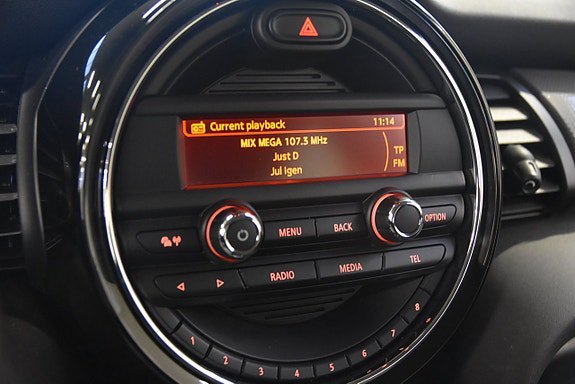 Current playback 11:14
MIX MEGA 107.3 MHz
Just D
TP
Jul Igen
FM
MENU BACK OPTION
RADIO MEDIA TEL
1 2 3 4 5 6 7 8